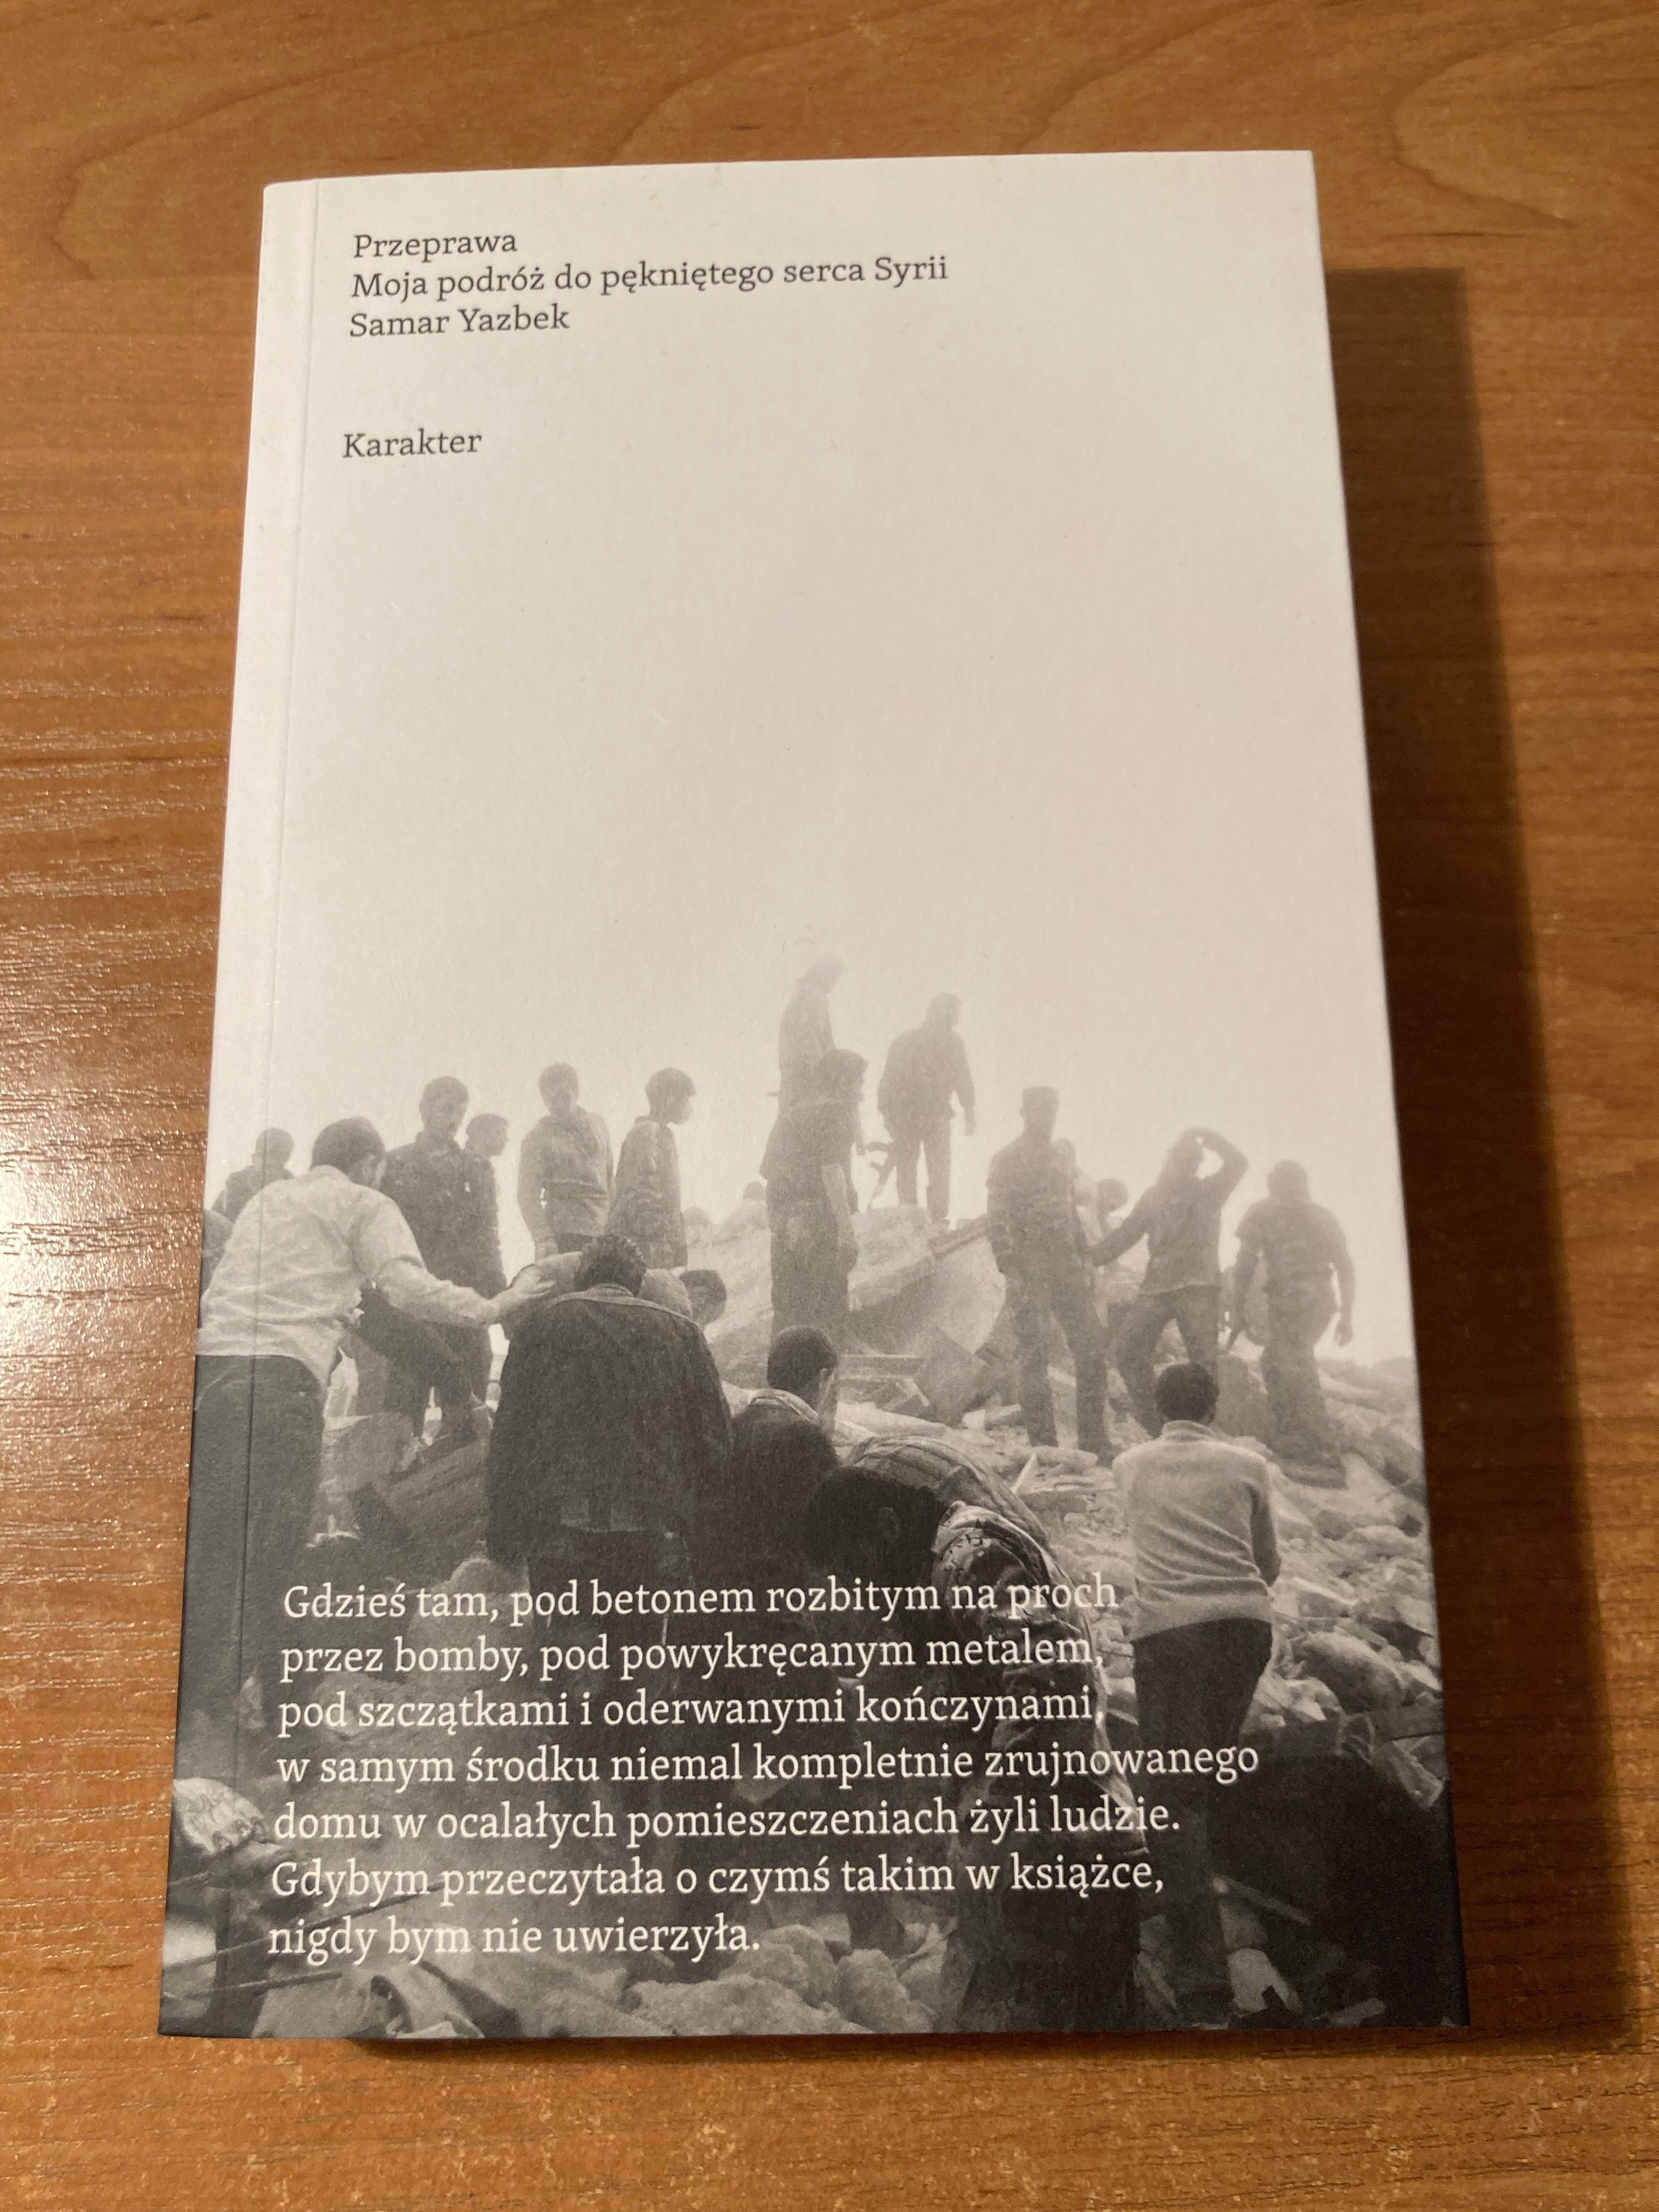 Przeprawa
Moja podróż do pękniętego serca Syrii
Samar Yazbek
Karakter
Gdzieś tam, pod betonem rozbitym na proch
przez bomby, pod powykręcanym metalem,
pod szczątkami i oderwanymi kończynami,
w samym środku niemal kompletnie zrujnowanego
domu w ocalałych pomieszczeniach żyli ludzie.
Gdybym przeczytała o czymś takim w książce,
nigdy bym nie uwierzyła.